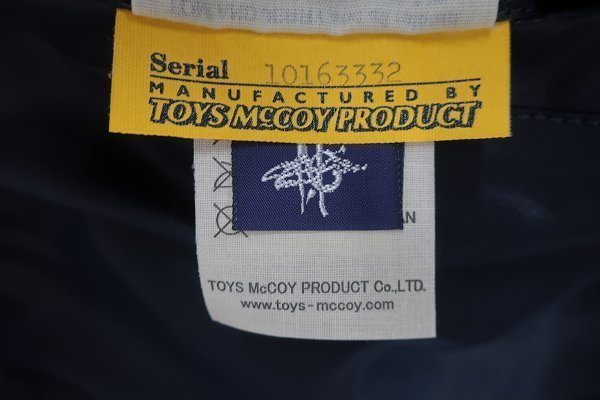 Serial 10163332
MANUFACTURED BY
TOYS McCOY PRODUCT
AN
TOYS McCOY PRODUCT Co.,LTD.
www.toys-mccoy.com